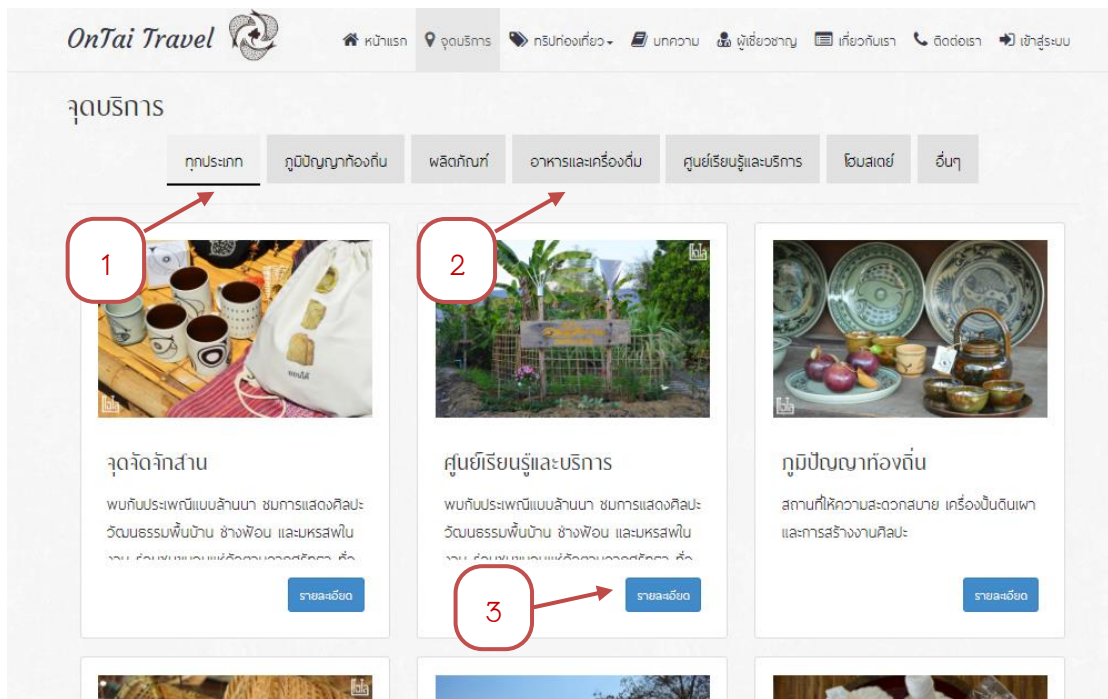 OnTai Travel
หน้าแรก จุดบริการ ทริปท่องเที่ยว บทความ ผู้เชี่ยวชาญ เกี่ยวกับเรา ติดต่อเรา เข้าสู่ระบบ
จุดบริการ
ทุกประเภท ภูมิปัญญาท้องถิ่น ผลิตภัณฑ์ อาหารและเครื่องดื่ม ศูนย์เรียนรู้และบริการ โฮมสเตย์ อื่นๆ
1
2
จุดจัดจักสาน
พบกับประเพณีแบบล้านนา ชมการแสดงศิลปะ
วัฒนธรรมพื้นบ้าน ช่างฟ้อน และมหรสพใน
รายละเอียด
ศูนย์เรียนรู้และบริการ
พบกับประเพณีแบบล้านนา ชมการแสดงศิลปะ
วัฒนธรรมพื้นบ้าน ช่างฟ้อน และมหรสพใน
3
รายละเอียด
ภูมิปัญญาท้องถิ่น
สถานที่ให้ความสะดวกสบาย เครื่องปั้นดินเผา
และการสร้างงานศิลปะ
รายละเอียด